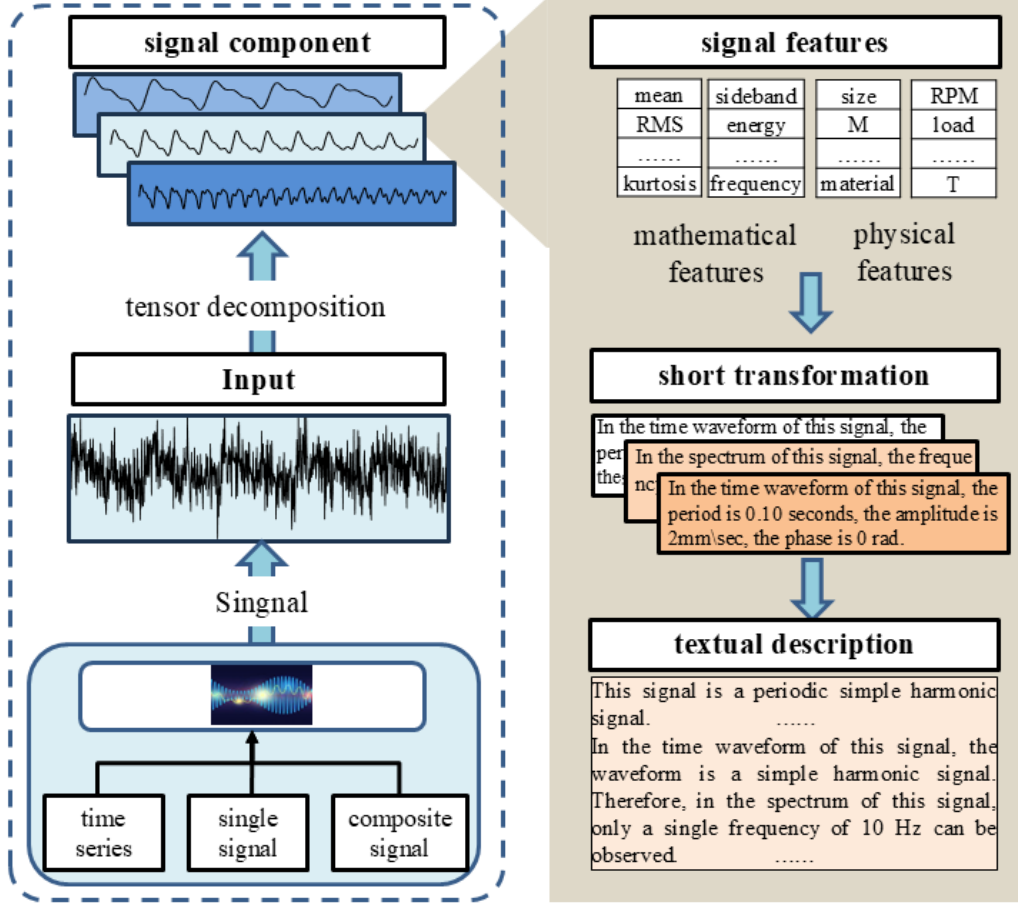 signal component
tensor decomposition
Input
Singnal
time
series
single
signal
composite
signal
signal features
mean sideband size RPM
RMS energy M load
...... ...... ...... ......
kurtosis frequency material T
mathematical
features
physical
features
short transformation
In the time waveform of this signal, the
per
the
In the spectrum of this signal, the freque
nc
In the time waveform of this signal, the
period is 0.10 seconds, the amplitude is
2mm\sec, the phase is 0 rad.
textual description
This signal is a periodic simple harmonic
signal. ......
In the time waveform of this signal, the
waveform is a simple harmonic signal.
Therefore, in the spectrum of this signal,
only a single frequency of 10 Hz can be
observed. ......